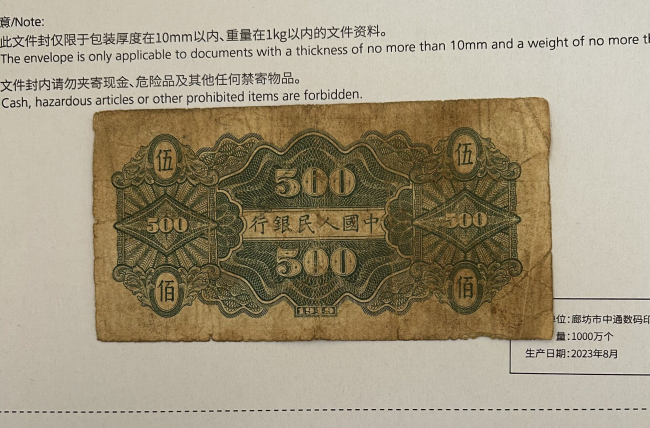 意/Note:
此文件封仅限于包装厚度在10mm以内、重量在1kg以内的文件资料。
The envelope is only applicable to documents with a thickness of no more than 10mm and a weight of no more
文件封内请勿夹寄现金、危险品及其他任何禁寄物品。
Cash, hazardous articles or other prohibited items are forbidden.
伍 伍
500
500 行銀民人國中 500
500
佰 佰
1949
位:廊坊市中通数码印
量:1000万个
生产日期:2023年8月